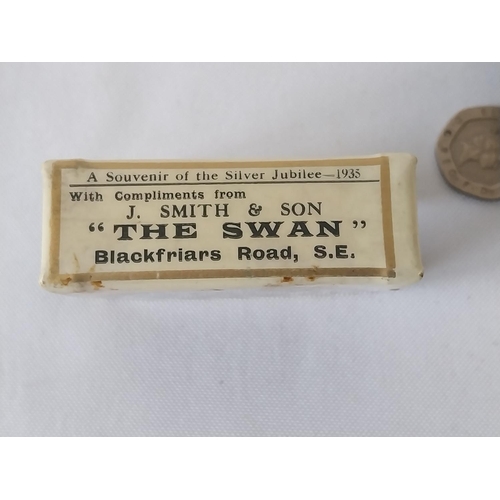 A Souvenir of the Silver Jubilee—1935
With Compliments from
J. SMITH & SON
“THE SWAN”
Blackfriars Road, S.E.